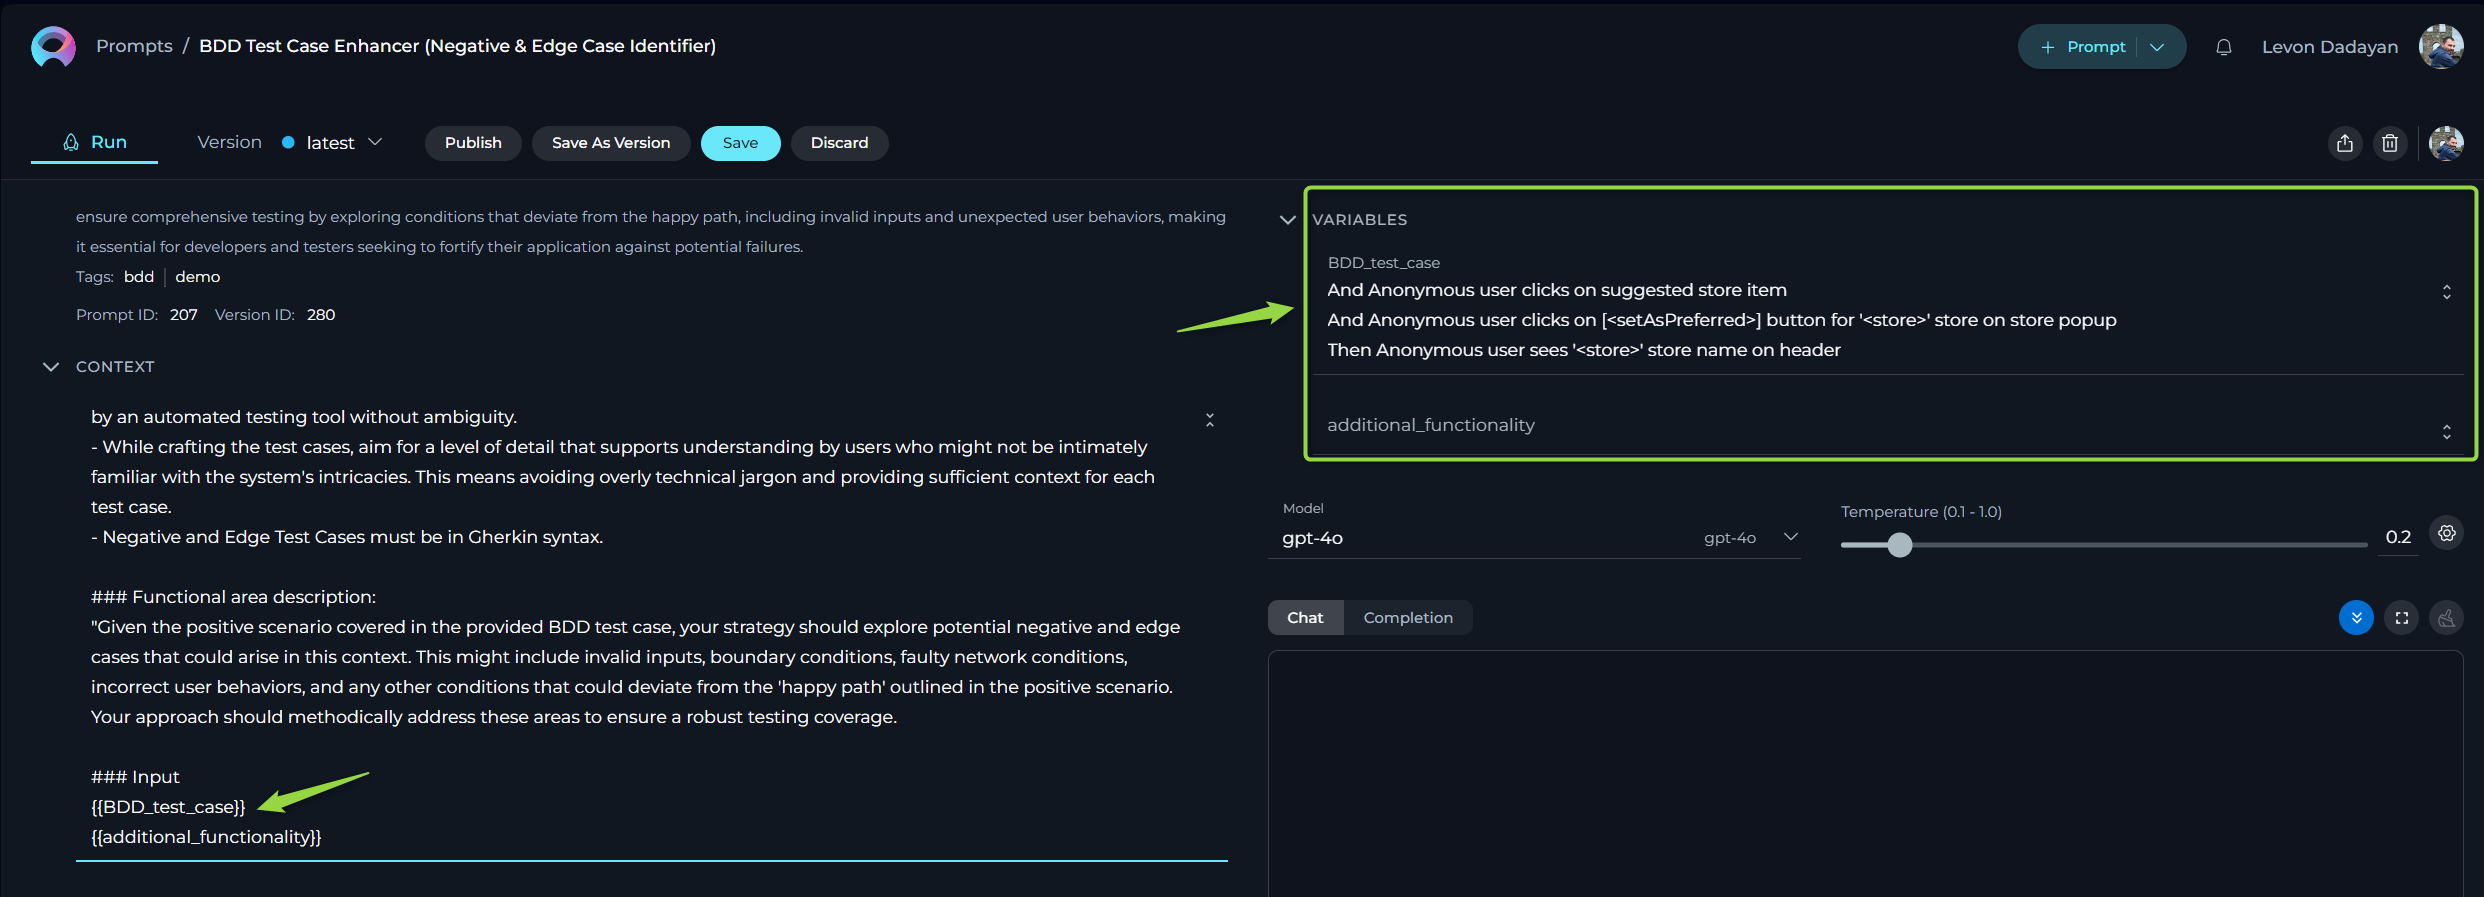 Prompts / BDD Test Case Enhancer (Negative & Edge Case Identifier)
+ Prompt
Levon Dadayan
Run
Version latest
Publish
Save As Version
Save
Discard
ensure comprehensive testing by exploring conditions that deviate from the happy path, including invalid inputs and unexpected user behaviors, making
it essential for developers and testers seeking to fortify their application against potential failures.
Tags: bdd | demo
Prompt ID: 207 Version ID: 280
CONTEXT
by an automated testing tool without ambiguity.
- While crafting the test cases, aim for a level of detail that supports understanding by users who might not be intimately
familiar with the system's intricacies. This means avoiding overly technical jargon and providing sufficient context for each
test case.
- Negative and Edge Test Cases must be in Gherkin syntax.
### Functional area description:
"Given the positive scenario covered in the provided BDD test case, your strategy should explore potential negative and edge
cases that could arise in this context. This might include invalid inputs, boundary conditions, faulty network conditions,
incorrect user behaviors, and any other conditions that could deviate from the 'happy path' outlined in the positive scenario.
Your approach should methodically address these areas to ensure a robust testing coverage.
### Input
{{BDD_test_case}}
{{additional_functionality}}
VARIABLES
BDD_test_case
And Anonymous user clicks on suggested store item
And Anonymous user clicks on [<setAsPreferred>] button for '<store>' store on store popup
Then Anonymous user sees '<store>' store name on header
additional_functionality
Model
gpt-4o gpt-4o
Temperature (0.1 - 1.0)
0.2
Chat
Completion